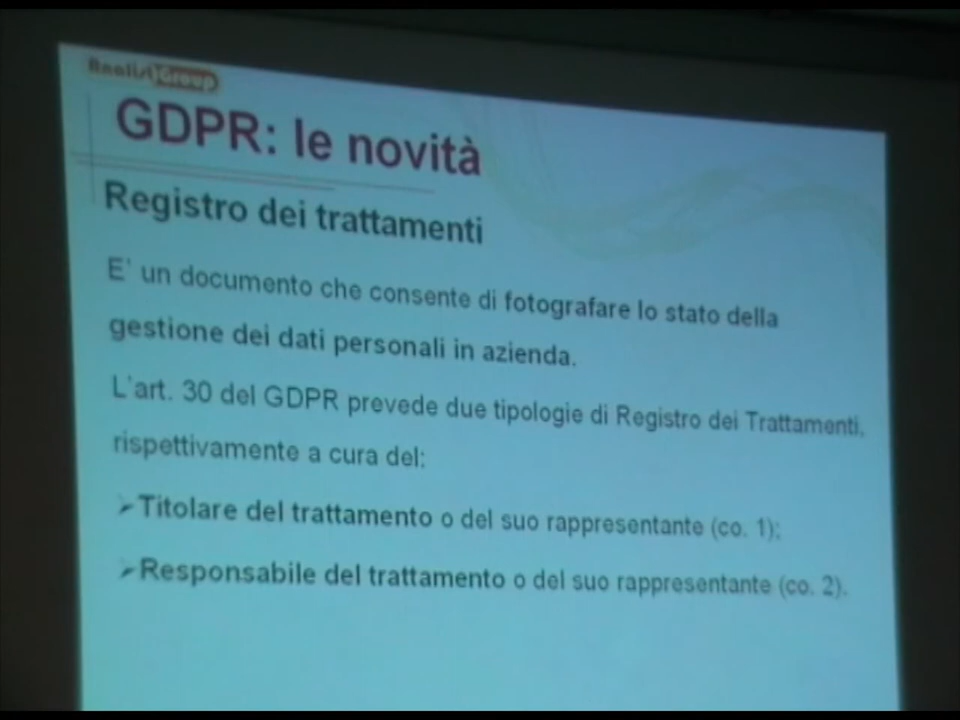 Analist Group
GDPR: le novità
Registro dei trattamenti
E' un documento che consente di fotografare lo stato della
gestione dei dati personali in azienda.
L'art. 30 del GDPR prevede due tipologie di Registro dei Trattamenti,
rispettivamente a cura del:
➢Titolare del trattamento o del suo rappresentante (co. 1);
➢Responsabile del trattamento o del suo rappresentante (co. 2).